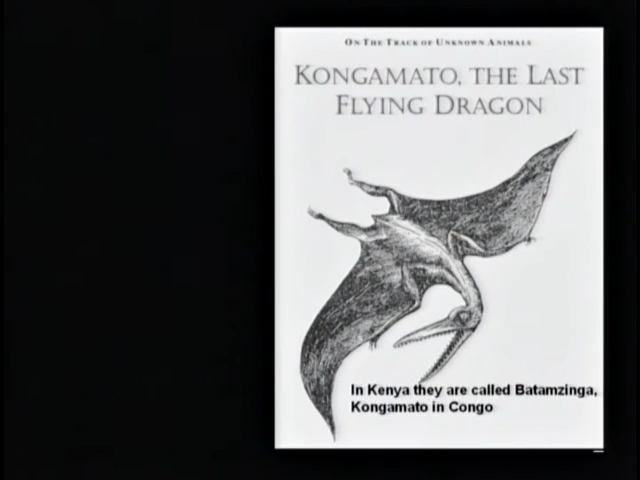 ON THE TRACK OF UNKNOWN ANIMALS
KONGAMATO, THE LAST
FLYING DRAGON
In Kenya they are called Batamzinga,
Kongamato in Congo